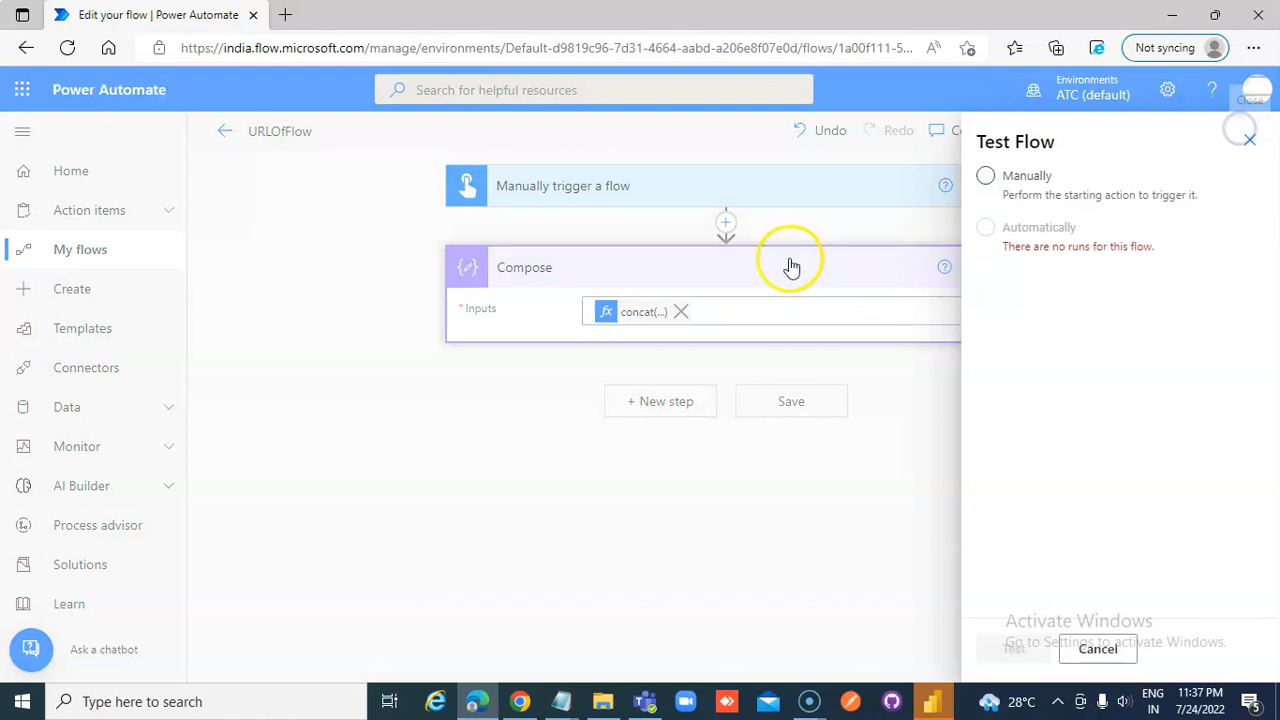 Edit your flow | Power Automate
https://india.flow.microsoft.com/manage/environments/Default-d9819c96-7d31-4664-aabd-a206e8f07e0d/flows/1a00f111-5...
Not syncing
Power Automate
Search for helpful resources
Environments
ATC (default)
Close
URLOfFlow
Undo
Redo
Co
Test Flow
Manually
Perform the starting action to trigger it.
Automatically
There are no runs for this flow.
Home
Action items
My flows
Create
Templates
Connectors
Data
Monitor
AI Builder
Process advisor
Solutions
Learn
Ask a chatbot
Manually trigger a flow
Compose
* Inputs
fx concat(...)
+ New step
Save
Activate Windows
Go to Settings to activate Windows.
Test
Cancel
Type here to search
28°C
ENG
IN
11:37 PM
7/24/2022
5